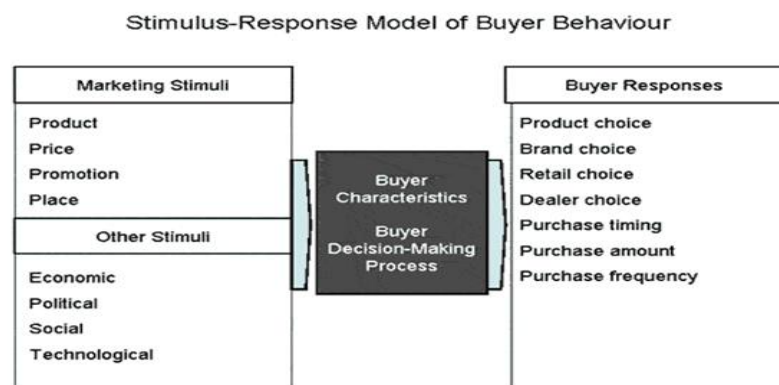 Stimulus-Response Model of Buyer Behaviour
Marketing Stimuli
Product
Price
Promotion
Place
Other Stimuli
Economic
Political
Social
Technological
Buyer
Characteristics
Buyer
Decision-Making
Process
Buyer Responses
Product choice
Brand choice
Retail choice
Dealer choice
Purchase timing
Purchase amount
Purchase frequency